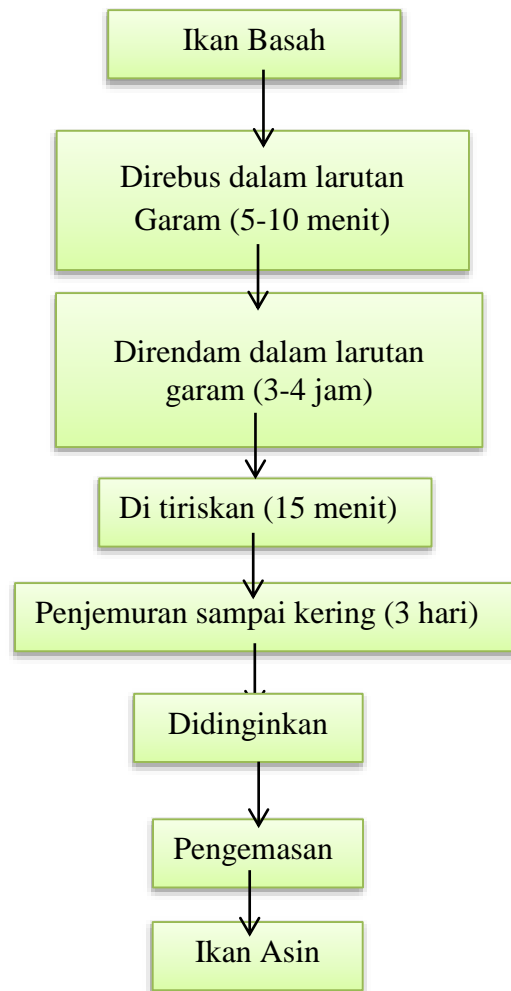 Ikan Basah
Direbus dalam larutan
Garam (5-10 menit)
Direndam dalam larutan
garam (3-4 jam)
Di tiriskan (15 menit)
Penjemuran sampai kering (3 hari)
Didinginkan
Pengemasan
Ikan Asin